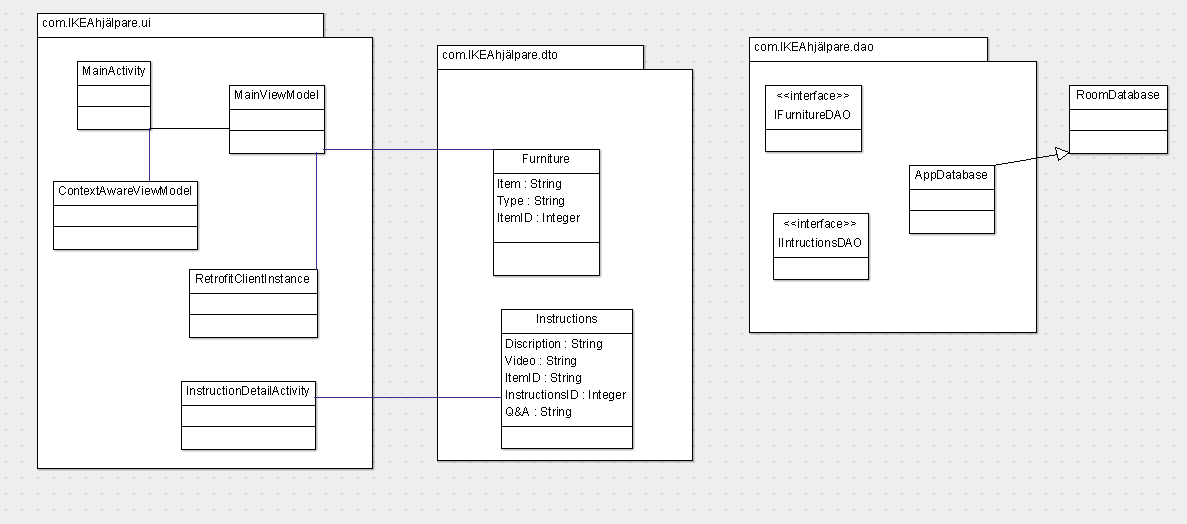 com.IKEAhjälpare.ui
MainActivity
MainViewModel
ContextAwareViewModel
RetrofitClientInstance
InstructionDetailActivity
com.IKEAhjälpare.dto
Furniture
Item : String
Type : String
ItemID : Integer
Instructions
Discription : String
Video : String
ItemID : String
InstructionsID : Integer
Q&A : String
com.IKEAhjälpare.dao
<<interface>>
IFurnitureDAO
AppDatabase
<<interface>>
IIntructionsDAO
RoomDatabase